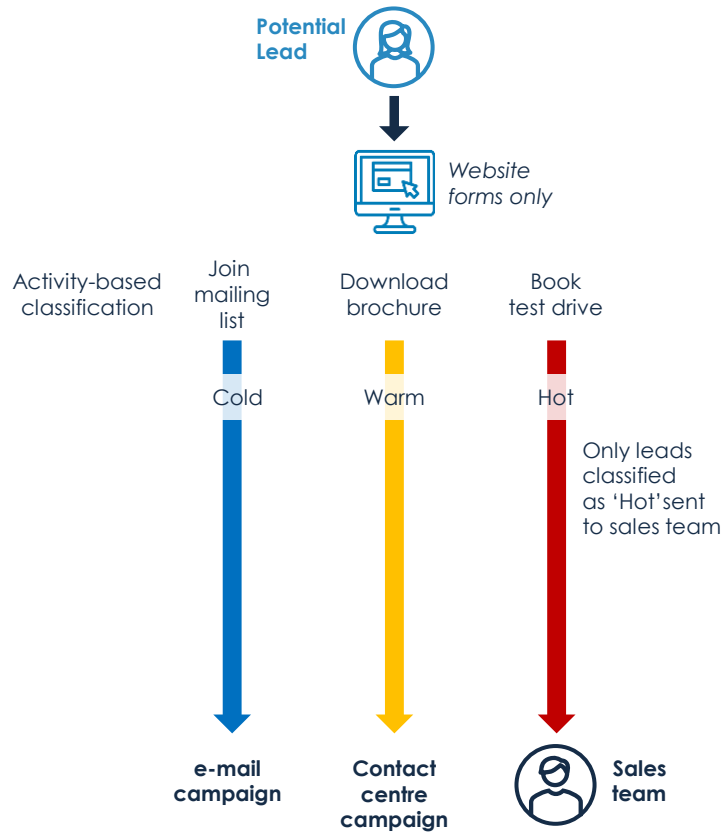 Potential
Lead
Website
forms only
Activity-based
classification
Join
mailing
list
Download
brochure
Book
test drive
Cold
Warm
Hot
Only leads
classified
as ‘Hot’sent
to sales team
e-mail
campaign
Contact
centre
campaign
Sales
team